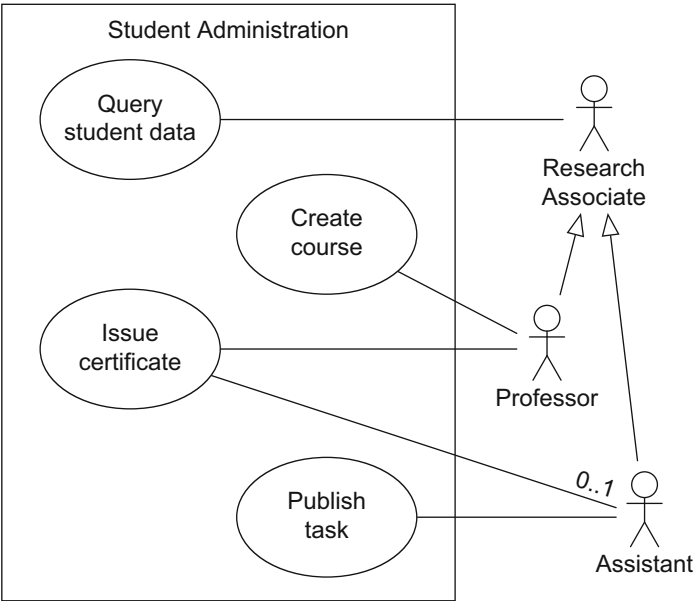 Student Administration
Query
student data
Research
Associate
Create
course
Issue
certificate
Professor
0..1
Publish
task
Assistant